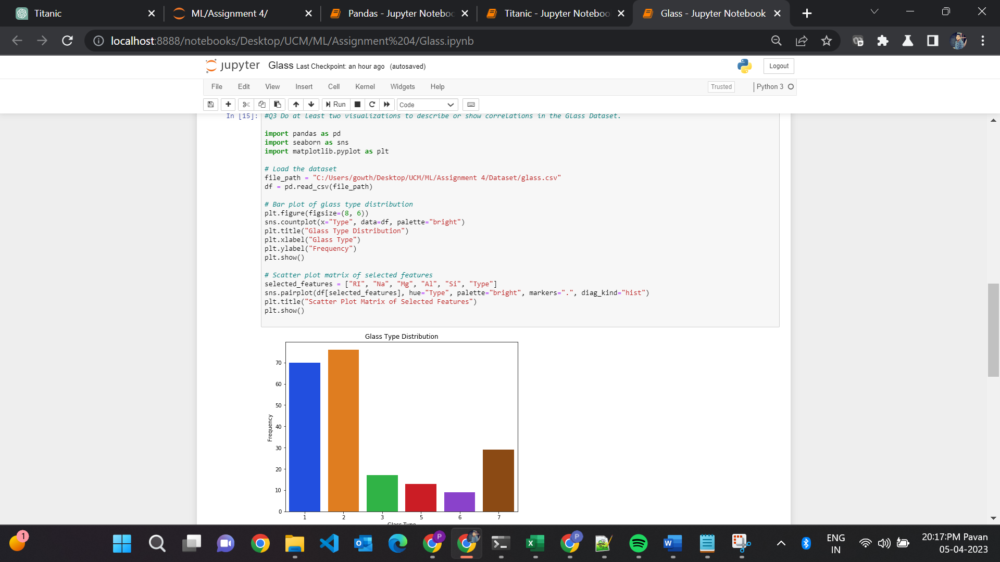 Titanic
ML/Assignment 4/
Pandas - Jupyter Noteboo
Titanic - Jupyter Noteboo
Glass - Jupyter Notebook
localhost:8888/notebooks/Desktop/UCM/ML/Assignment%204/Glass.ipynb
jupyter Glass Last Checkpoint: an hour ago (autosaved)
Logout
File Edit View Insert Cell Kernel Widgets Help
Trusted
Python 3
Run
Code
In [15]: #Q3 Do at least two visualizations to describe or show correlations in the Glass Dataset.
import pandas as pd
import seaborn as sns
import matplotlib.pyplot as plt
# Load the dataset
file_path = "C:/Users/gowth/Desktop/UCM/ML/Assignment 4/Dataset/glass.csv"
df = pd.read_csv(file_path)
# Bar plot of glass type distribution
plt.figure(figsize=(8, 6))
sns.countplot(x="Type", data=df, palette="bright")
plt.title("Glass Type Distribution")
plt.xlabel("Glass Type")
plt.ylabel("Frequency")
plt.show()
# Scatter plot matrix of selected features
selected_features = ["RI", "Na", "Mg", "Al", "Si", "Type"]
sns.pairplot(df[selected_features], hue="Type", palette="bright", markers=".", diag_kind="hist")
plt.title("Scatter Plot Matrix of Selected Features")
plt.show()
Glass Type Distribution
70
60
50
40
30
20
10
0
Frequency
1 2 3 5 6 7
Glass Type
1
P
P
ENG
IN
20:17:PM Pavan
05-04-2023